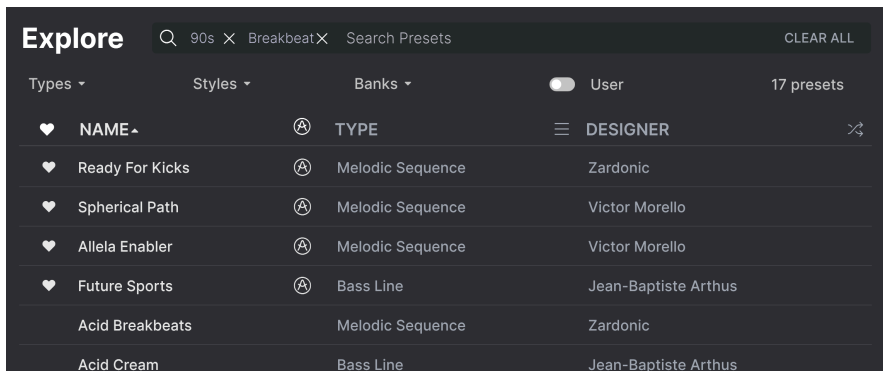 Explore 90s Breakbeat Search Presets CLEAR ALL
Types Styles Banks User 17 presets
NAME TYPE DESIGNER
Ready For Kicks Melodic Sequence Zardonic
Spherical Path Melodic Sequence Victor Morello
Allela Enabler Melodic Sequence Victor Morello
Future Sports Bass Line Jean-Baptiste Arthus
Acid Breakbeats Melodic Sequence Zardonic
Acid Cream Bass Line Jean-Baptiste Arthus